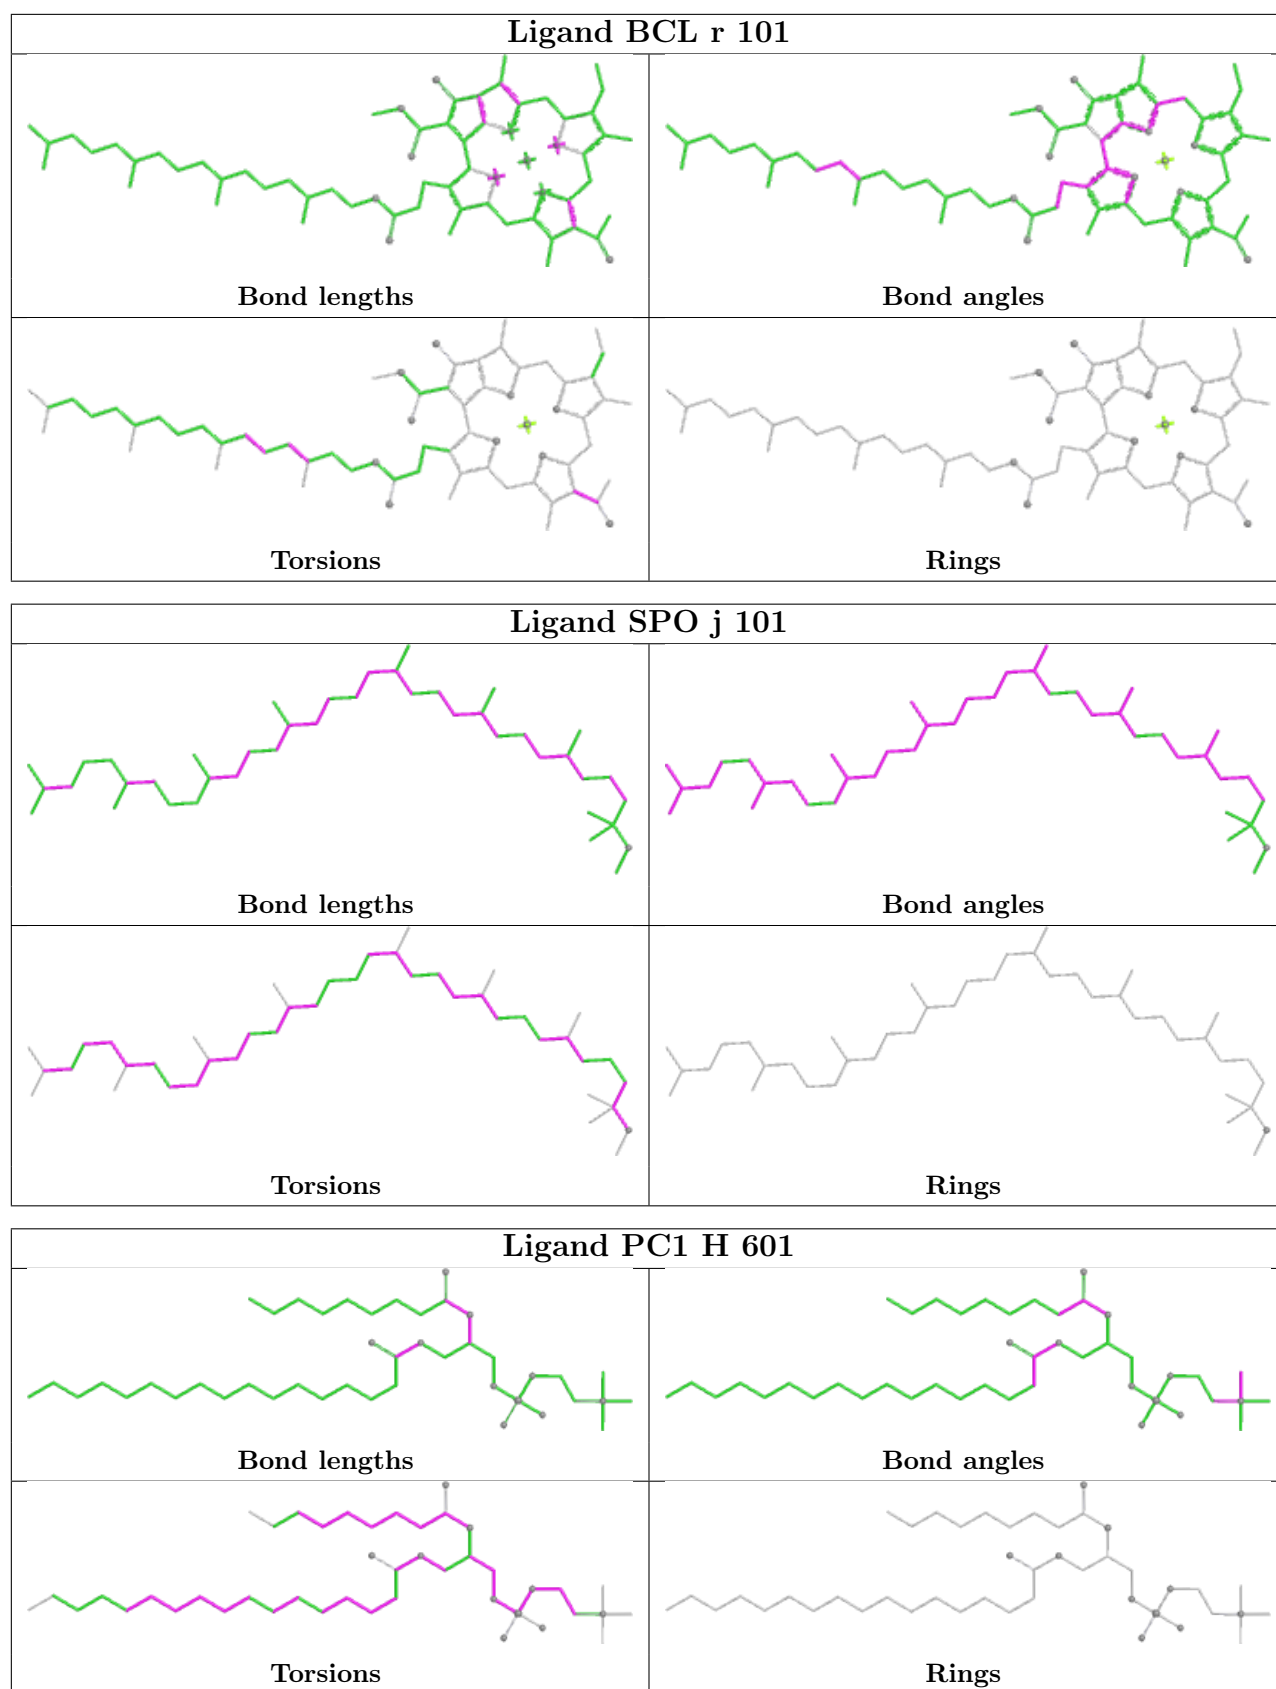 Ligand BCL r 101
Bond lengths
Bond angles
Torsions
Rings
Ligand SPO j 101
Bond lengths
Bond angles
Torsions
Rings
Ligand PC1 H 601
Bond lengths
Bond angles
Torsions
Rings